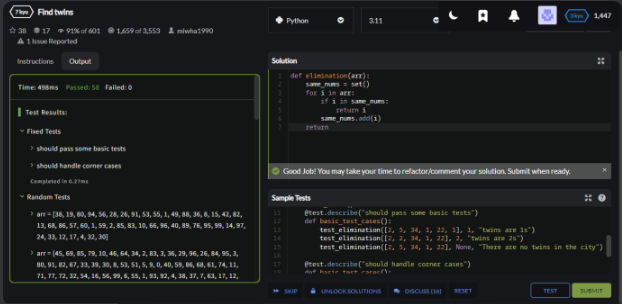 7 kyu
Find twins
38 17 91% of 601 1,659 of 3,553 miwha1990
1 Issue Reported
Python
3.11
1,447
Instructions
Output
Time: 498ms Passed: 58 Failed: 0
Test Results:
Fixed Tests
should pass some basic tests
should handle corner cases
Completed in 0.27ms
Random Tests
arr = [38, 19, 80, 94, 56, 28, 26, 91, 53, 55, 1, 49, 88, 36, 8, 15, 42, 82,
13, 68, 86, 57, 60, 1, 59, 2, 85, 83, 10, 66, 96, 40, 89, 76, 95, 99, 14, 97,
24, 33, 12, 17, 4, 32, 30]
arr = [45, 69, 85, 79, 10, 46, 64, 34, 2, 83, 3, 36, 29, 96, 26, 84, 95, 3,
80, 91, 82, 67, 33, 39, 30, 8, 53, 51, 5, 9, 0, 40, 59, 86, 68, 61, 74, 11,
71, 77, 72, 32, 54, 16, 56, 99, 6, 55, 1, 93, 92, 4, 38, 37, 7, 63, 17, 12,
Solution
1 def elimination(arr):
2 same_nums = set()
3 for i in arr:
4 if i in same_nums:
5 return i
6 same_nums.add(i)
7 return
Good Job! You may take your time to refactor/comment your solution. Submit when ready.
Sample Tests
11 @test.describe("should pass some basic tests")
12 def basic_test_cases():
13 test_elimination([2, 5, 34, 1, 22, 1], 1, "twins are 1s")
14 test_elimination([2, 2, 34, 1, 22], 2, "twins are 2s")
15 test_elimination([2, 5, 34, 1, 22], None, "There are no twins in the city")
16
17 @test.describe("should handle corner cases")
SKIP
UNLOCK SOLUTIONS
DISCUSS (16)
RESET
TEST
SUBMIT